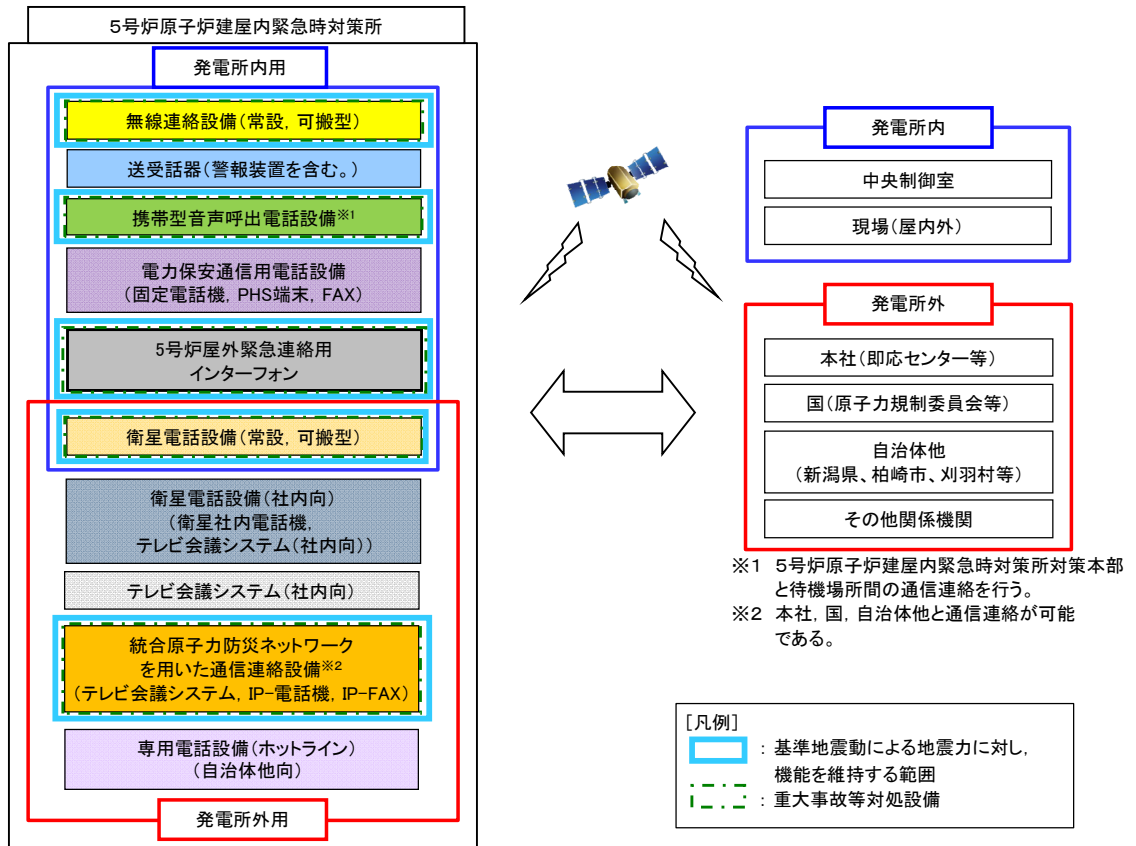 5号炉原子炉建屋内緊急時対策所
発電所内用
無線連絡設備(常設, 可搬型)
送受話器(警報装置を含む。)
携帯型音声呼出電話設備※1
電力保安通信用電話設備
(固定電話機, PHS端末, FAX)
5号炉屋外緊急連絡用
インターフォン
衛星電話設備(常設, 可搬型)
衛星電話設備(社内向)
(衛星社内電話機,
テレビ会議システム(社内向))
テレビ会議システム(社内向)
統合原子力防災ネットワーク
を用いた通信連絡設備※2
(テレビ会議システム, IP-電話機, IP-FAX)
専用電話設備(ホットライン)
(自治体他向)
発電所外用
発電所内
中央制御室
現場(屋内外)
発電所外
本社(即応センター等)
国(原子力規制委員会等)
自治体他
(新潟県、柏崎市、刈羽村等)
その他関係機関
※1 5号炉原子炉建屋内緊急時対策所対策本部
と待機場所間の通信連絡を行う。
※2 本社, 国, 自治体他と通信連絡が可能
である。
[凡例]
: 基準地震動による地震力に対し,
機能を維持する範囲
: 重大事故等対処設備